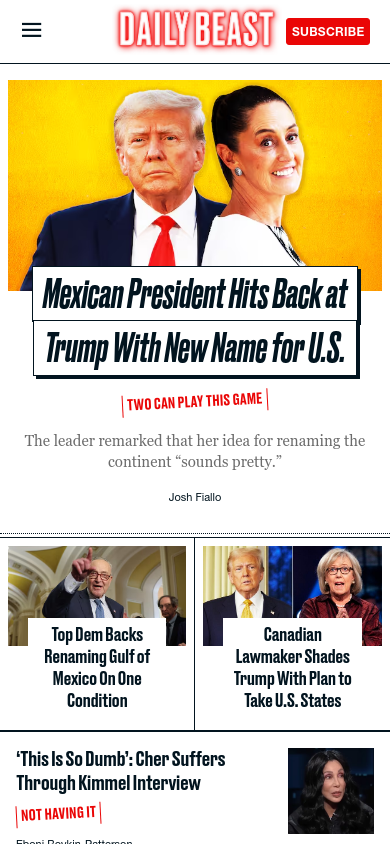 DAILY BEAST
SUBSCRIBE
Mexican President Hits Back at
Trump With New Name for U.S.
TWO CAN PLAY THIS GAME
The leader remarked that her idea for renaming the
continent “sounds pretty.”
Josh Fiallo
Top Dem Backs
Renaming Gulf of
Mexico On One
Condition
Canadian
Lawmaker Shades
Trump With Plan to
Take U.S. States
‘This Is So Dumb’: Cher Suffers
Through Kimmel Interview
NOT HAVING IT
Eboni Boykin-Patterson